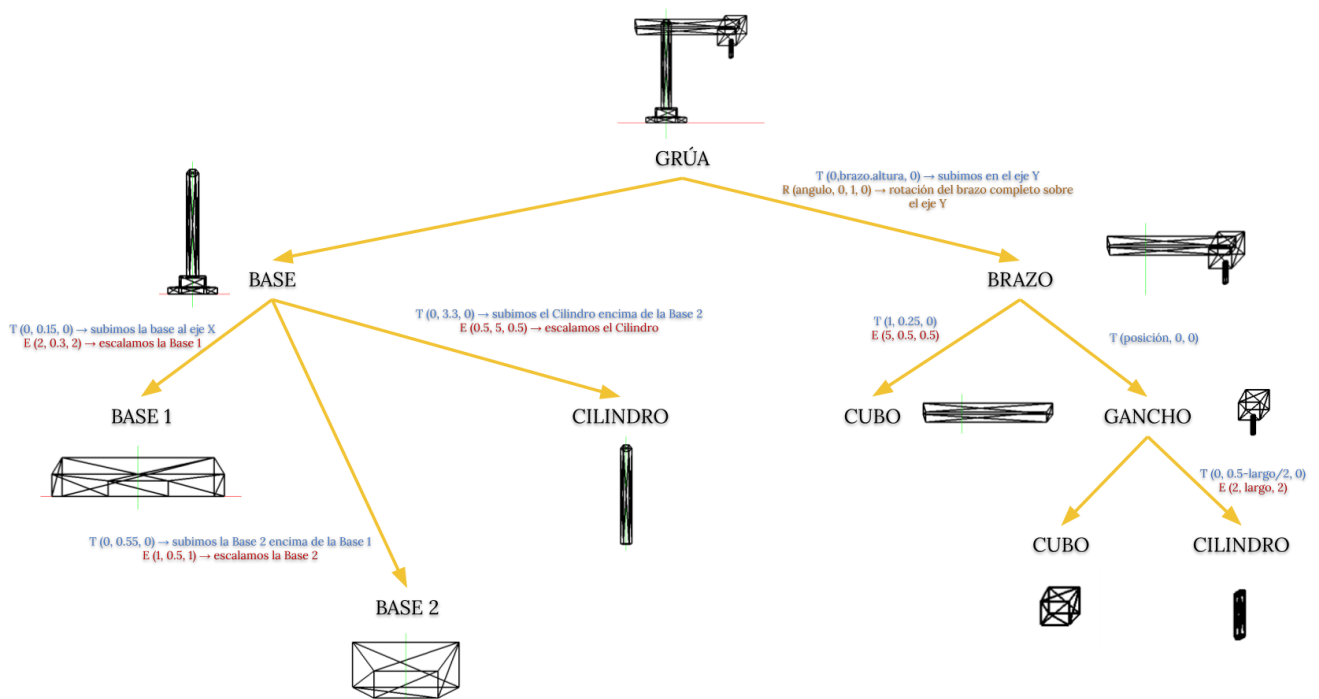 GRÚA
T (0,brazo.altura, 0) → subimos en el eje Y
R (angulo, 0, 1, 0) → rotación del brazo completo sobre
el eje Y
BASE
BRAZO
T (0, 0.15, 0) → subimos la base al eje X
E (2, 0.3, 2) → escalamos la Base 1
T (0, 3.3, 0) → subimos el Cilindro encima de la Base 2
E (0.5, 5, 0.5) → escalamos el Cilindro
T (1, 0.25, 0)
E (5, 0.5, 0.5)
T (posición, 0, 0)
BASE 1
CILINDRO
CUBO
GANCHO
T (0, 0.5-largo/2, 0)
E (2, largo, 2)
T (0, 0.55, 0) → subimos la Base 2 encima de la Base 1
E (1, 0.5, 1) → escalamos la Base 2
CUBO
CILINDRO
BASE 2